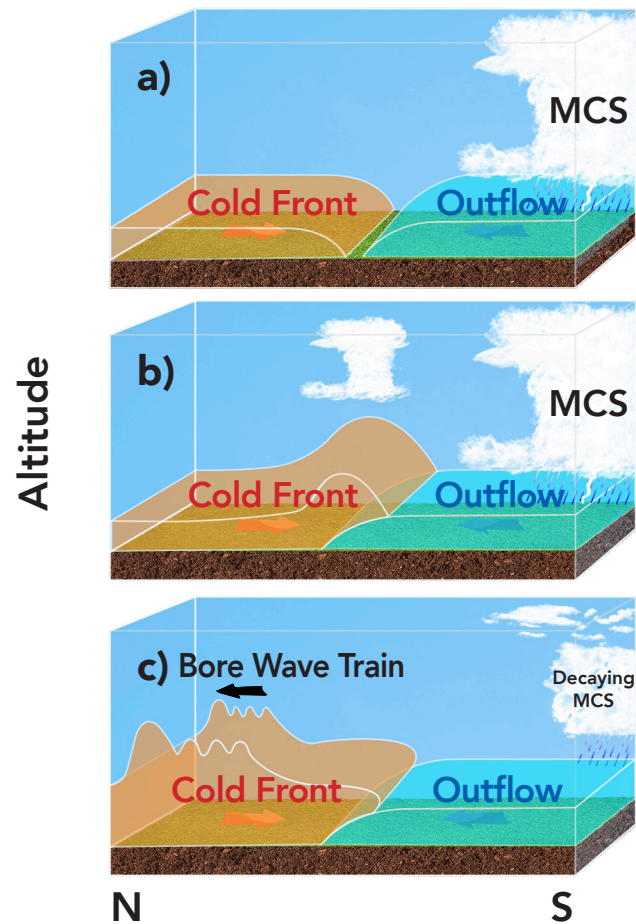 Altitude
a)
MCS
Cold Front
Outflow
b)
MCS
Cold Front
Outflow
c) Bore Wave Train
Decaying
MCS
Cold Front
Outflow
N
S